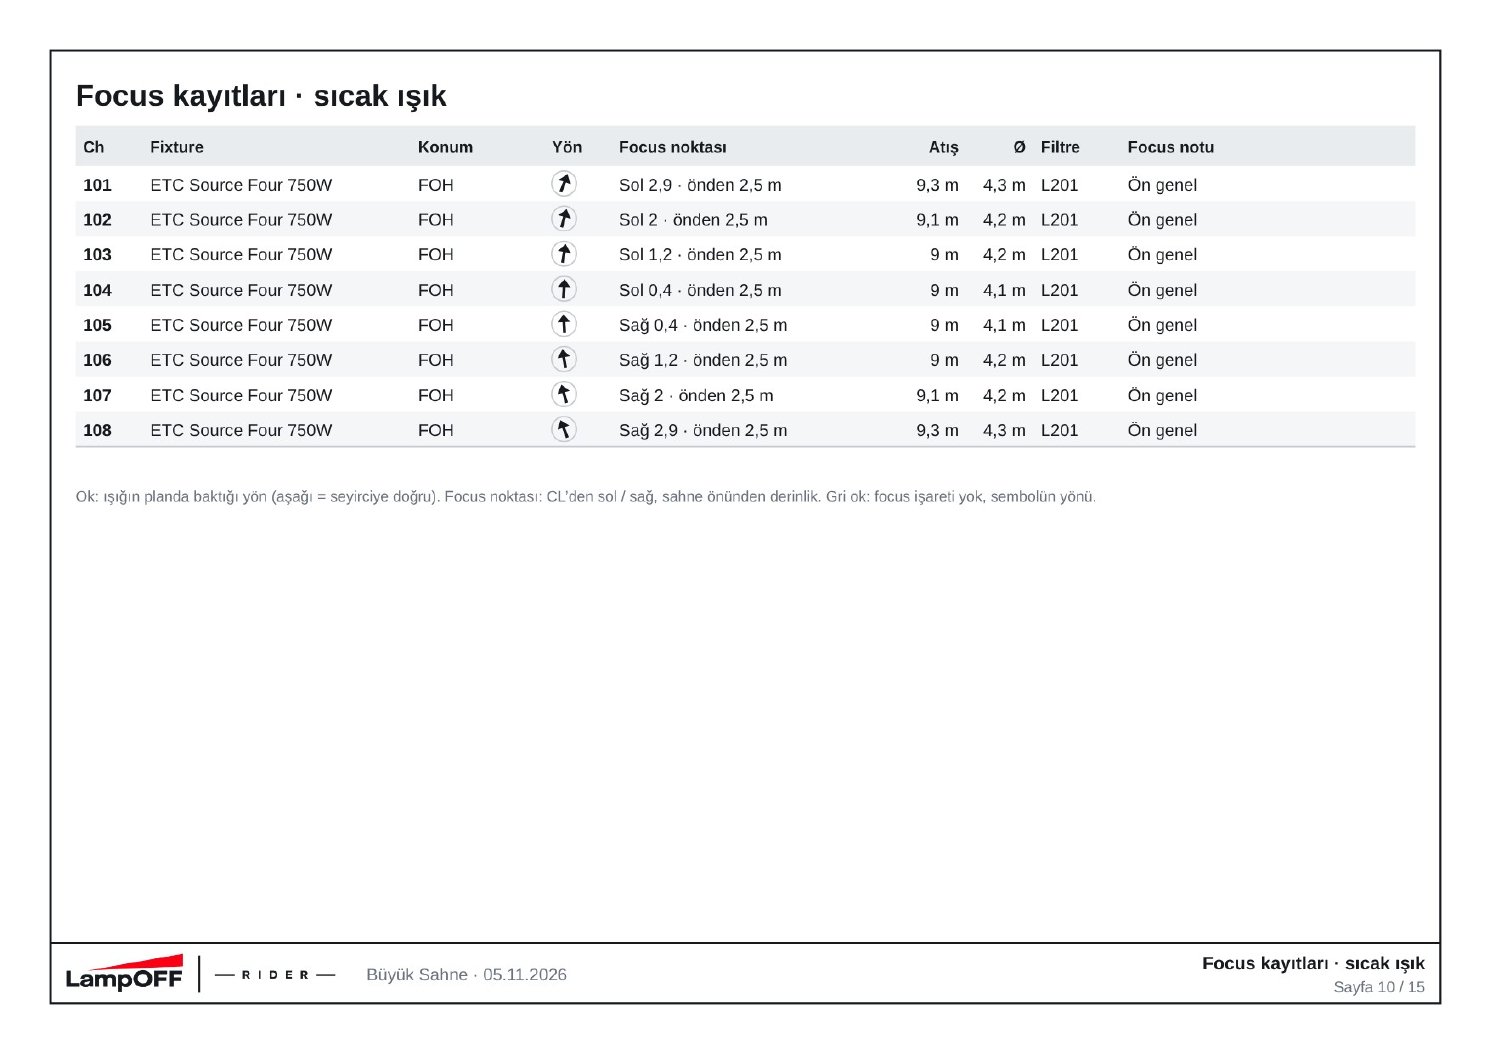 Focus kayıtları · sıcak ışık
Ch Fixture Konum Yön Focus noktası Atış Ø Filtre Focus notu
101 ETC Source Four 750W FOH Sol 2,9 · önden 2,5 m 9,3 m 4,3 m L201 Ön genel
102 ETC Source Four 750W FOH Sol 2 · önden 2,5 m 9,1 m 4,2 m L201 Ön genel
103 ETC Source Four 750W FOH Sol 1,2 · önden 2,5 m 9 m 4,2 m L201 Ön genel
104 ETC Source Four 750W FOH Sol 0,4 · önden 2,5 m 9 m 4,1 m L201 Ön genel
105 ETC Source Four 750W FOH Sağ 0,4 · önden 2,5 m 9 m 4,1 m L201 Ön genel
106 ETC Source Four 750W FOH Sağ 1,2 · önden 2,5 m 9 m 4,2 m L201 Ön genel
107 ETC Source Four 750W FOH Sağ 2 · önden 2,5 m 9,1 m 4,2 m L201 Ön genel
108 ETC Source Four 750W FOH Sağ 2,9 · önden 2,5 m 9,3 m 4,3 m L201 Ön genel
Ok: ışığın planda baktığı yön (aşağı = seyirciye doğru). Focus noktası: CL'den sol / sağ, sahne önünden derinlik. Gri ok: focus işareti yok, sembolün yönü.
LampOFF — RIDER — Büyük Sahne · 05.11.2026
Focus kayıtları · sıcak ışık
Sayfa 10 / 15